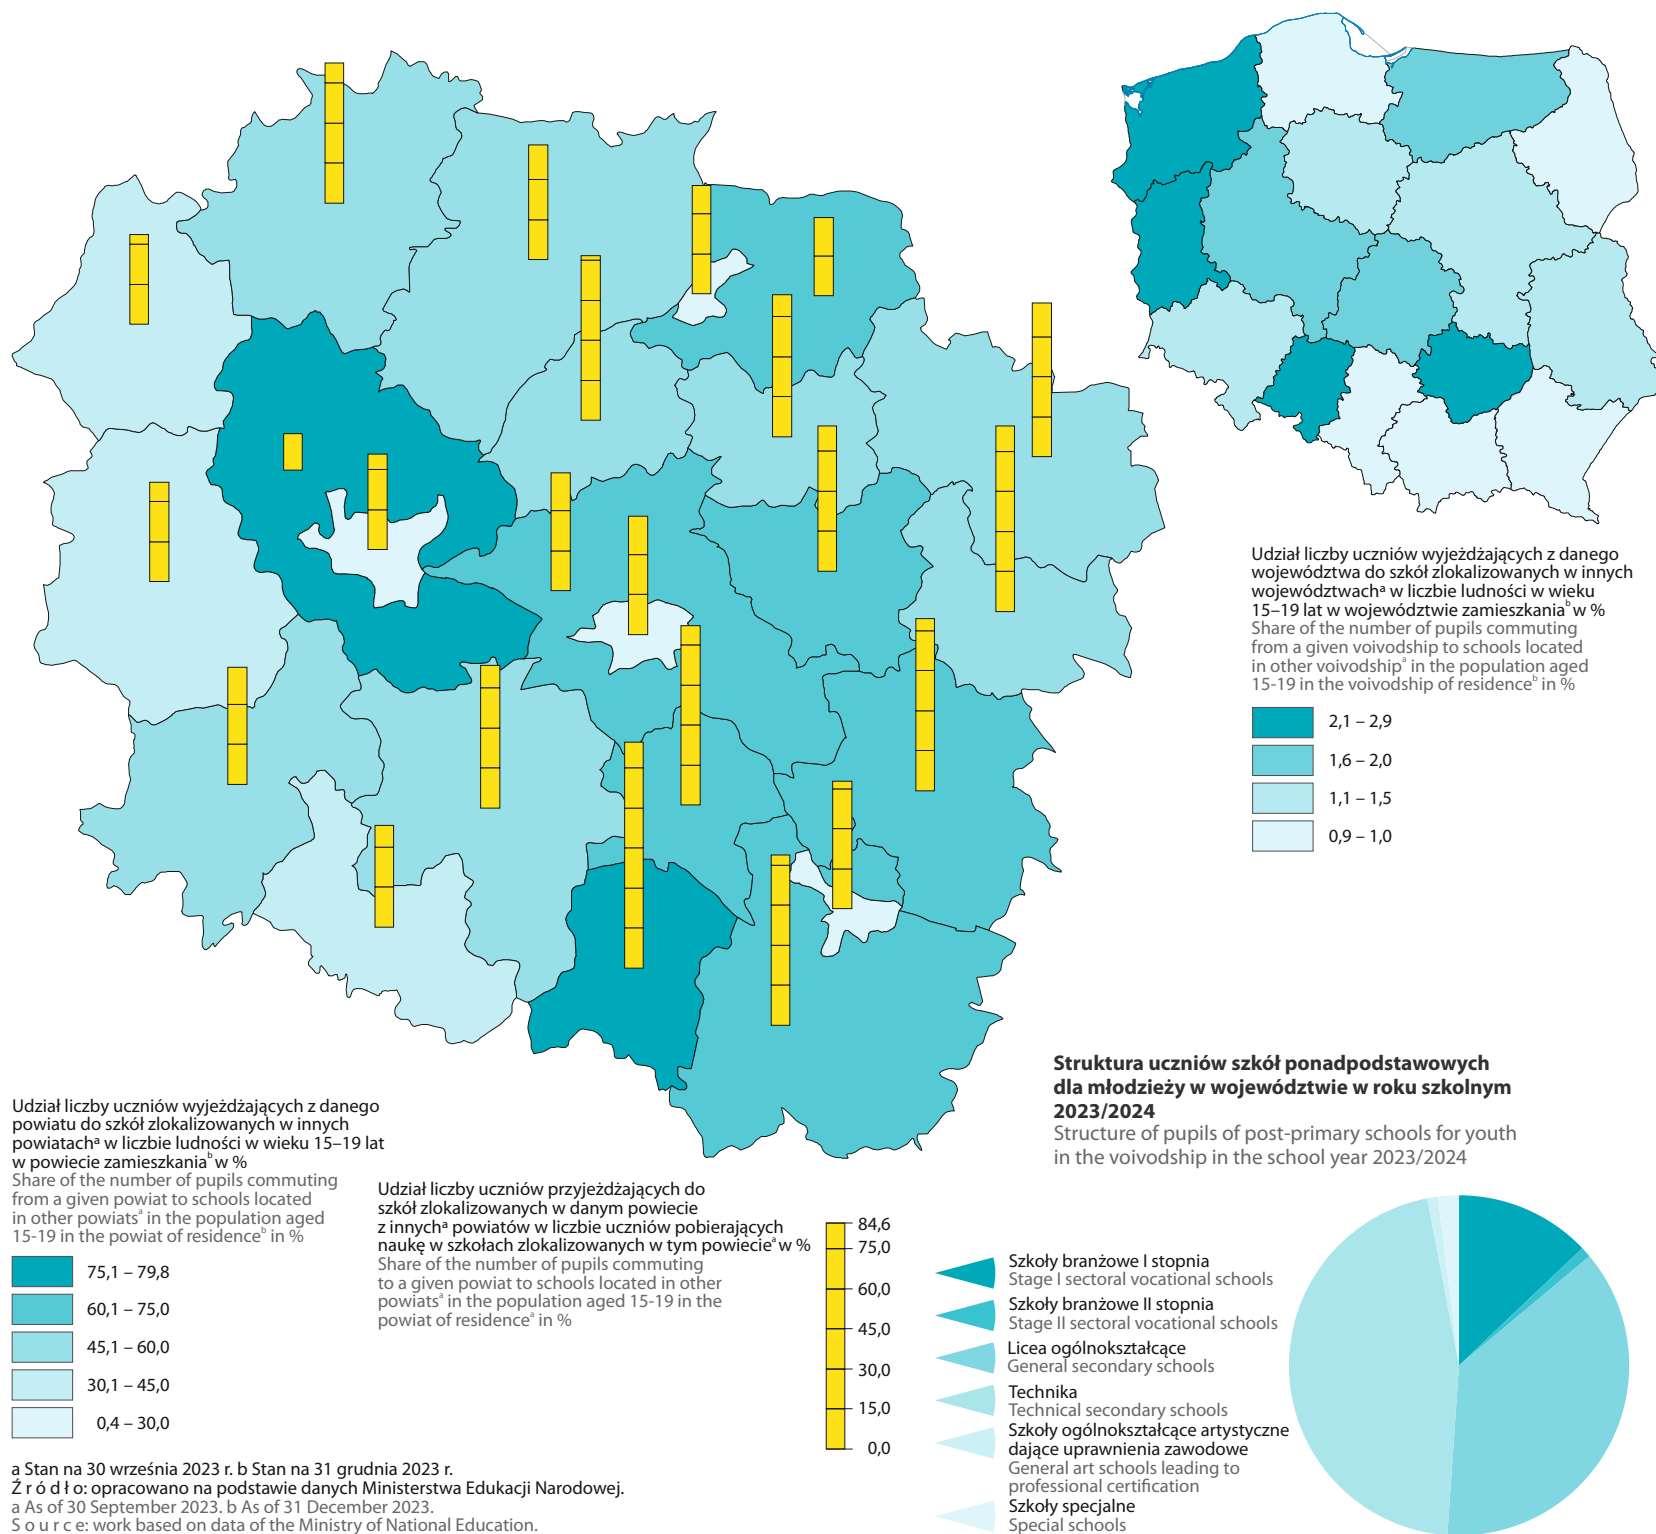 Udział liczby uczniów wyjeżdżających z danego
województwa do szkół zlokalizowanych w innych
województwachª w liczbie ludności w wieku
15–19 lat w województwie zamieszkaniaᵇ w %
Share of the number of pupils commuting
from a given voivodship to schools located
in other voivodshipª in the population aged
15-19 in the voivodship of residenceᵇ in %
2,1 – 2,9
1,6 – 2,0
1,1 – 1,5
0,9 – 1,0
Udział liczby uczniów wyjeżdżających z danego
powiatu do szkół zlokalizowanych w innych
powiatachª w liczbie ludności w wieku 15–19 lat
w powiecie zamieszkaniaᵇ w %
Share of the number of pupils commuting
from a given powiat to schools located
in other powiatsª in the population aged
15-19 in the powiat of residenceᵇ in %
75,1 – 79,8
60,1 – 75,0
45,1 – 60,0
30,1 – 45,0
0,4 – 30,0
Udział liczby uczniów przyjeżdżających do
szkół zlokalizowanych w danym powiecie
z innychª powiatów w liczbie uczniów pobierających
naukę w szkołach zlokalizowanych w tym powiecieª w %
Share of the number of pupils commuting
to a given powiat to schools located in other
powiatsª in the population aged 15-19 in the
powiat of residenceª in %
84,6
75,0
60,0
45,0
30,0
15,0
0,0
Struktura uczniów szkół ponadpodstawowych
dla młodzieży w województwie w roku szkolnym
2023/2024
Structure of pupils of post-primary schools for youth
in the voivodship in the school year 2023/2024
Szkoły branżowe I stopnia
Stage I sectoral vocational schools
Szkoły branżowe II stopnia
Stage II sectoral vocational schools
Licea ogólnokształcące
General secondary schools
Technika
Technical secondary schools
Szkoły ogólnokształcące artystyczne
dające uprawnienia zawodowe
General art schools leading to
professional certification
Szkoły specjalne
Special schools
a Stan na 30 września 2023 r. b Stan na 31 grudnia 2023 r.
Ź r ó d ł o: opracowano na podstawie danych Ministerstwa Edukacji Narodowej.
a As of 30 September 2023. b As of 31 December 2023.
S o u r c e: work based on data of the Ministry of National Education.